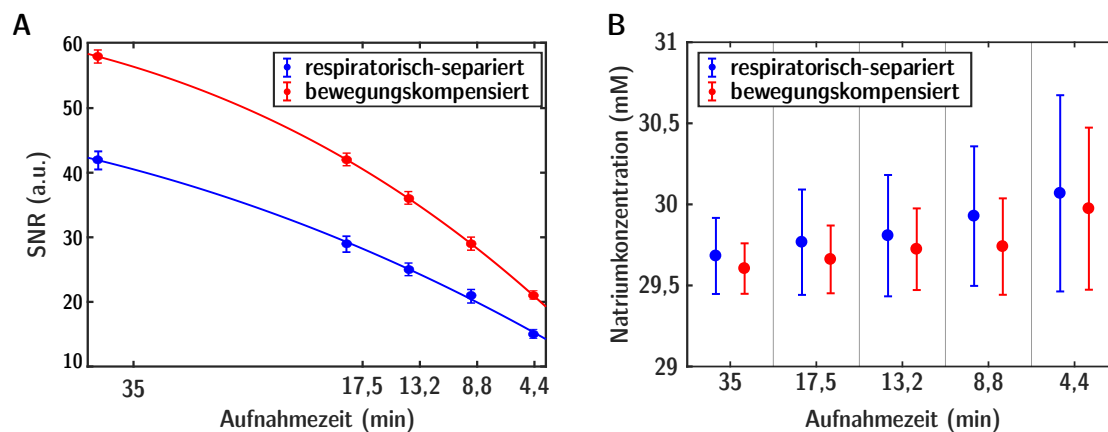 A
SNR (a.u.)
60
50
40
30
20
10
respiratorisch-separiert
bewegungskompensiert
35
17,5
13,2
8,8
4,4
Aufnahmezeit (min)
B
Natriumkonzentration (mM)
31
30,5
30
29,5
29
respiratorisch-separiert
bewegungskompensiert
35
17,5
13,2
8,8
4,4
Aufnahmezeit (min)